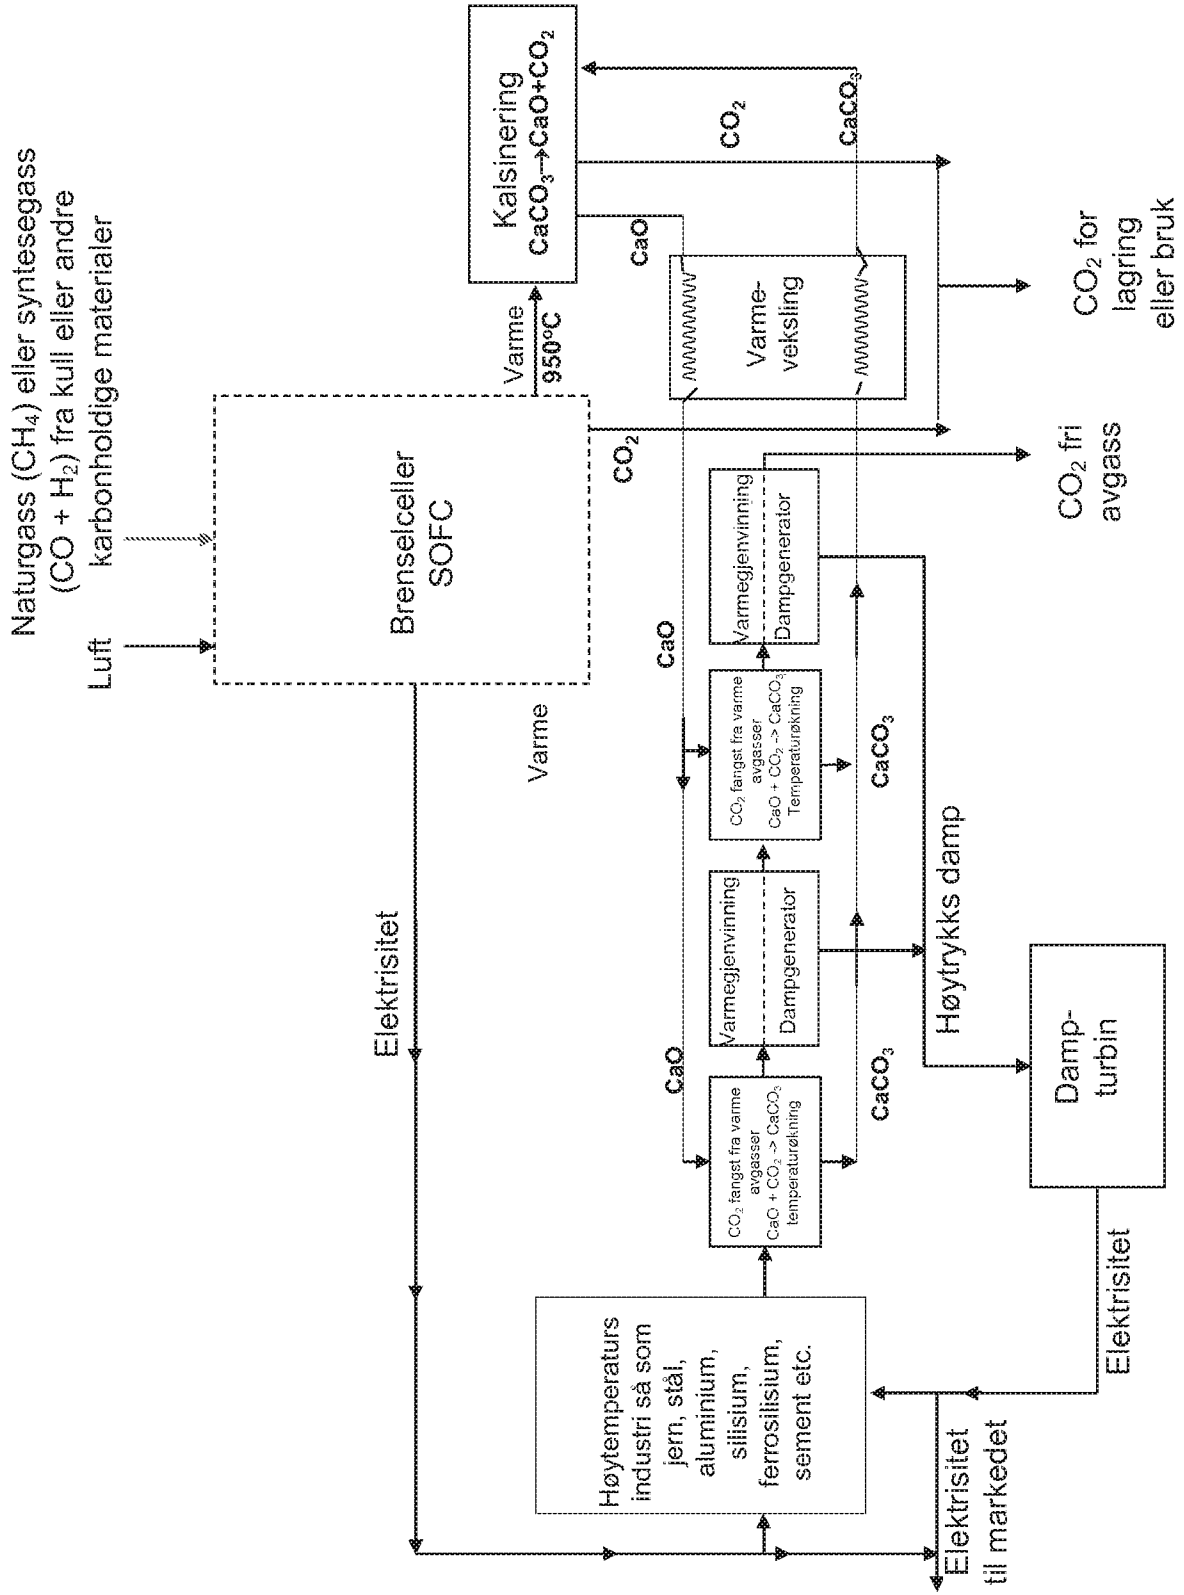 Naturgass (CH₄) eller syntesegass
(CO + H₂) fra kull eller andre
karbonholdige materialer
Luft
Brenselceller
SOFC
Varme
950ºC
Kalsinering
CaCO₃→CaO+CO₂
Elektrisitet
Varme
CO₂
CaO
CO₂
CaCO₃
Varme-
veksling
CaO
CaO
Høytemperaturs
industri så som
jern, stål,
aluminium,
silisium,
ferrosilisium,
sement etc.
CO₂ fangst fra varme
avgasser
CaO + CO₂ -> CaCO₃
temperaturøkning
Varmegjenvinning
Dampgenerator
CO₂ fangst fra varme
avgasser
CaO + CO₂ -> CaCO₃
Temperaturøkning
Varmegjenvinning
Dampgenerator
CaCO₃
CaCO₃
Høytrykks damp
Elektrisitet
til markedet
Elektrisitet
Damp-
turbin
CO₂ fri
avgass
CO₂ for
lagring
eller bruk